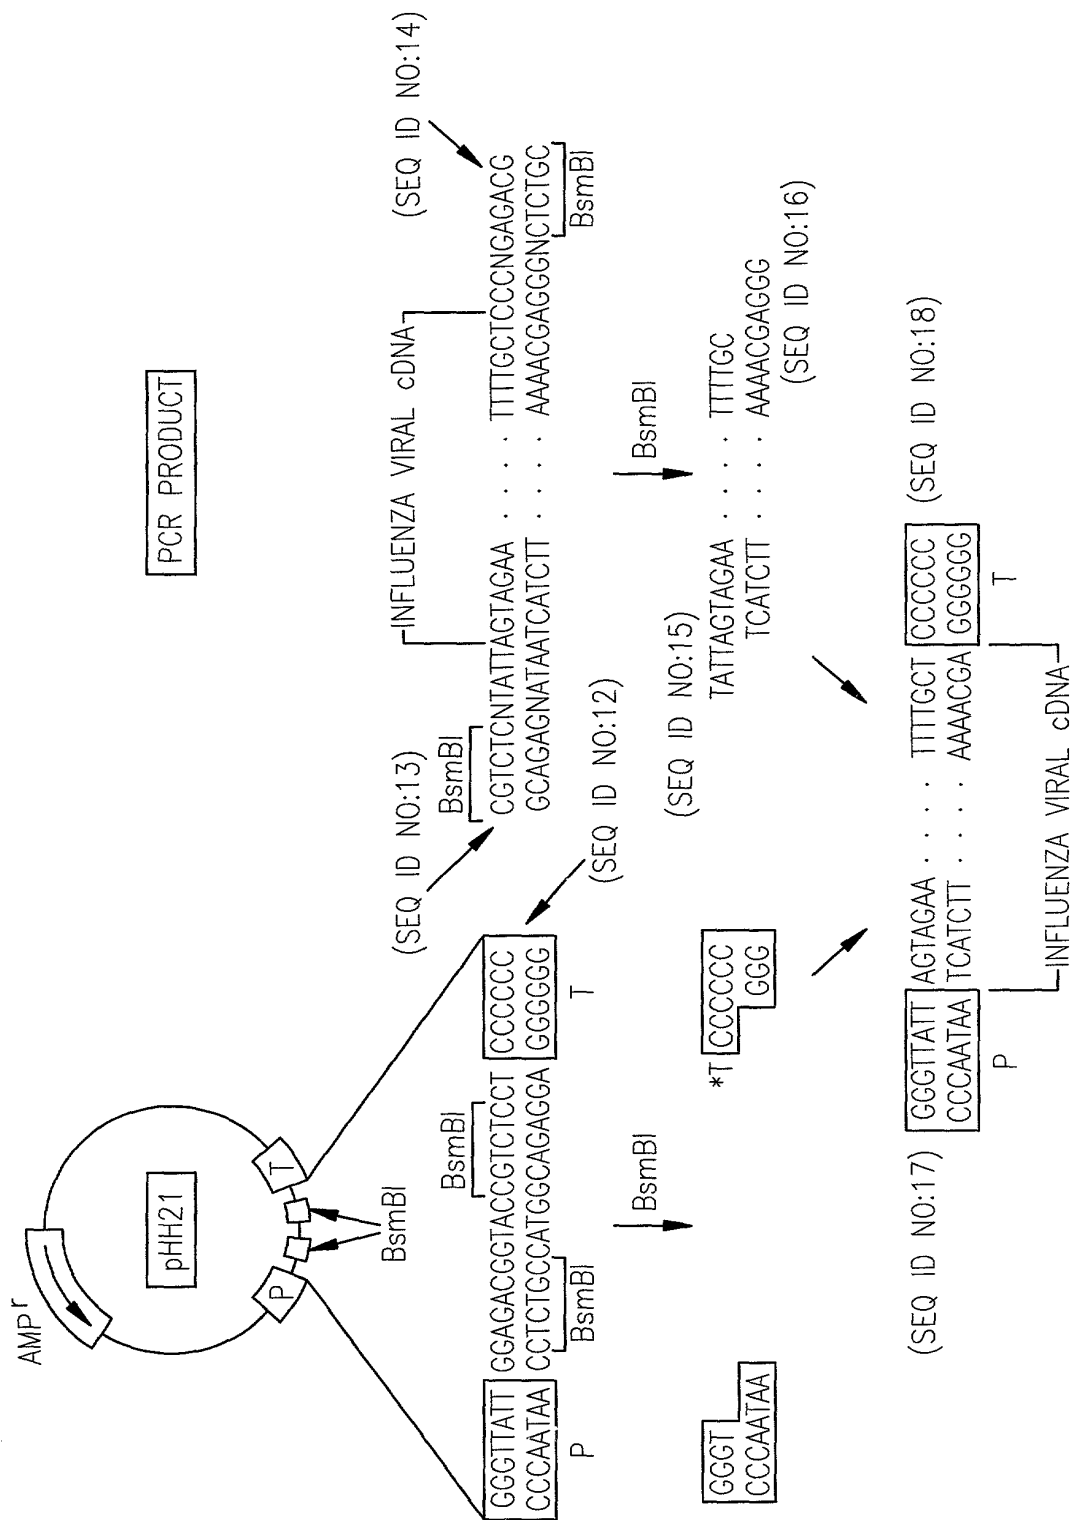 AMPʳ
pHH21
P
T
BsmBI
PCR PRODUCT
(SEQ ID NO:13)
(SEQ ID NO:14)
INFLUENZA VIRAL cDNA
BsmBI
CGTCTCNTATTAGTAGAA ..... TTTTGCTCCCNGAGACG
GCAGAGNATAATCATCTT ..... AAAACGAGGGNCTCTGC
BsmBI
(SEQ ID NO:12)
BsmBI
GGGTTATT GGAGACGGTACCGTCTCCT CCCCCC
CCCAATAA CCTCTGCCATGGCAGAGGA GGGGGG
P
BsmBI
T
BsmBI
BsmBI
(SEQ ID NO:15)
TATTAGTAGAA ..... TTTTGC
TCATCTT ..... AAAACGAGGG
(SEQ ID NO:16)
GGGT
CCCAATAA
*T CCCCCC
GGG
(SEQ ID NO:17)
(SEQ ID NO:18)
GGGTTATT AGTAGAA ..... TTTTGCT CCCCCC
CCCAATAA TCATCTT ..... AAAACGA GGGGGG
P
T
INFLUENZA VIRAL cDNA